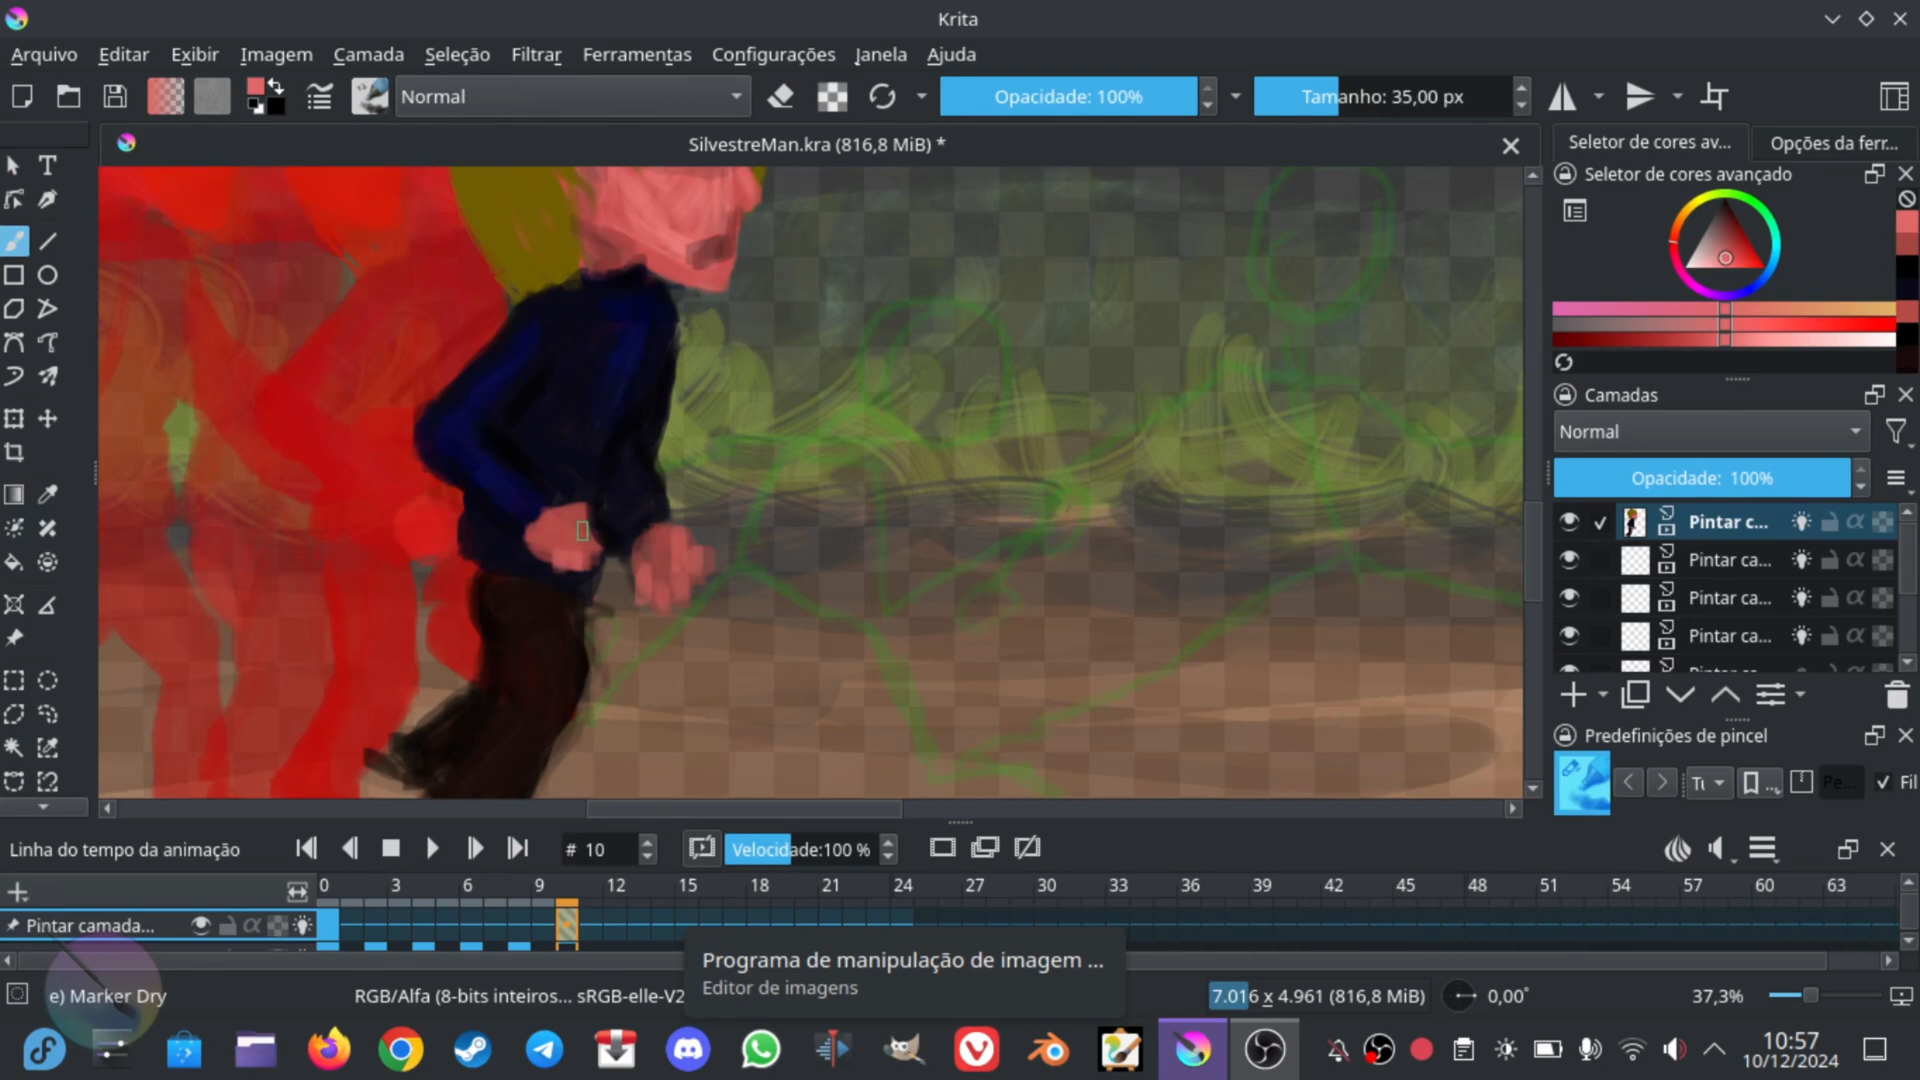 Krita
Arquivo Editar Exibir Imagem Camada Seleção Filtrar Ferramentas Configurações Janela Ajuda
Normal
Opacidade: 100%
Tamanho: 35,00 px
SilvestreMan.kra (816,8 MiB) *
Seletor de cores av...
Opções da ferr...
Seletor de cores avançado
Camadas
Normal
Opacidade: 100%
Pintar c...
Pintar ca...
Pintar ca...
Pintar ca...
Predefinições de pincel
Pe...
Fil
Linha do tempo da animação
# 10
Velocidade:100 %
0 3 6 9 12 15 18 21 24 27 30 33 36 39 42 45 48 51 54 57 60 63
Pintar camada...
Programa de manipulação de imagem ...
Editor de imagens
e) Marker Dry
RGB/Alfa (8-bits inteiros... sRGB-elle-V2
7.016 x 4.961 (816,8 MiB)
0,00°
37,3%
10:57
10/12/2024